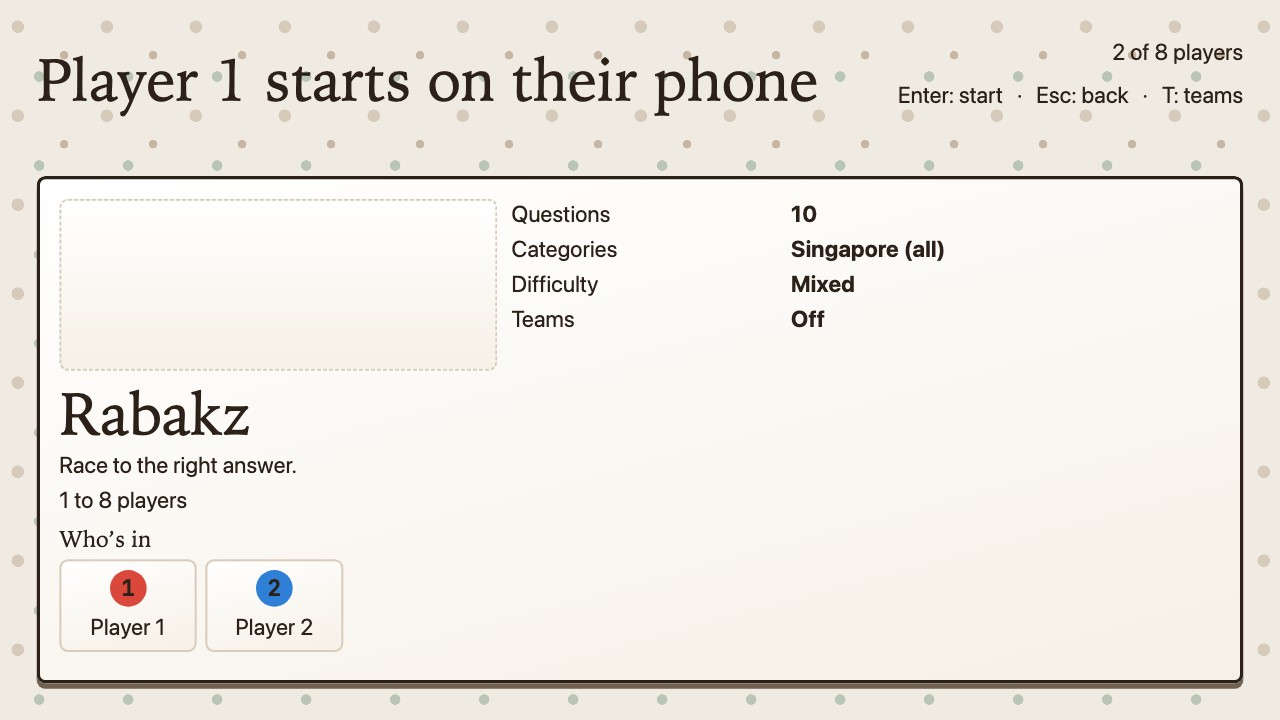 Player 1 starts on their phone
2 of 8 players
Enter: start · Esc: back · T: teams
Questions 10
Categories Singapore (all)
Difficulty Mixed
Teams Off
Rabakz
Race to the right answer.
1 to 8 players
Who’s in
1 2
Player 1 Player 2